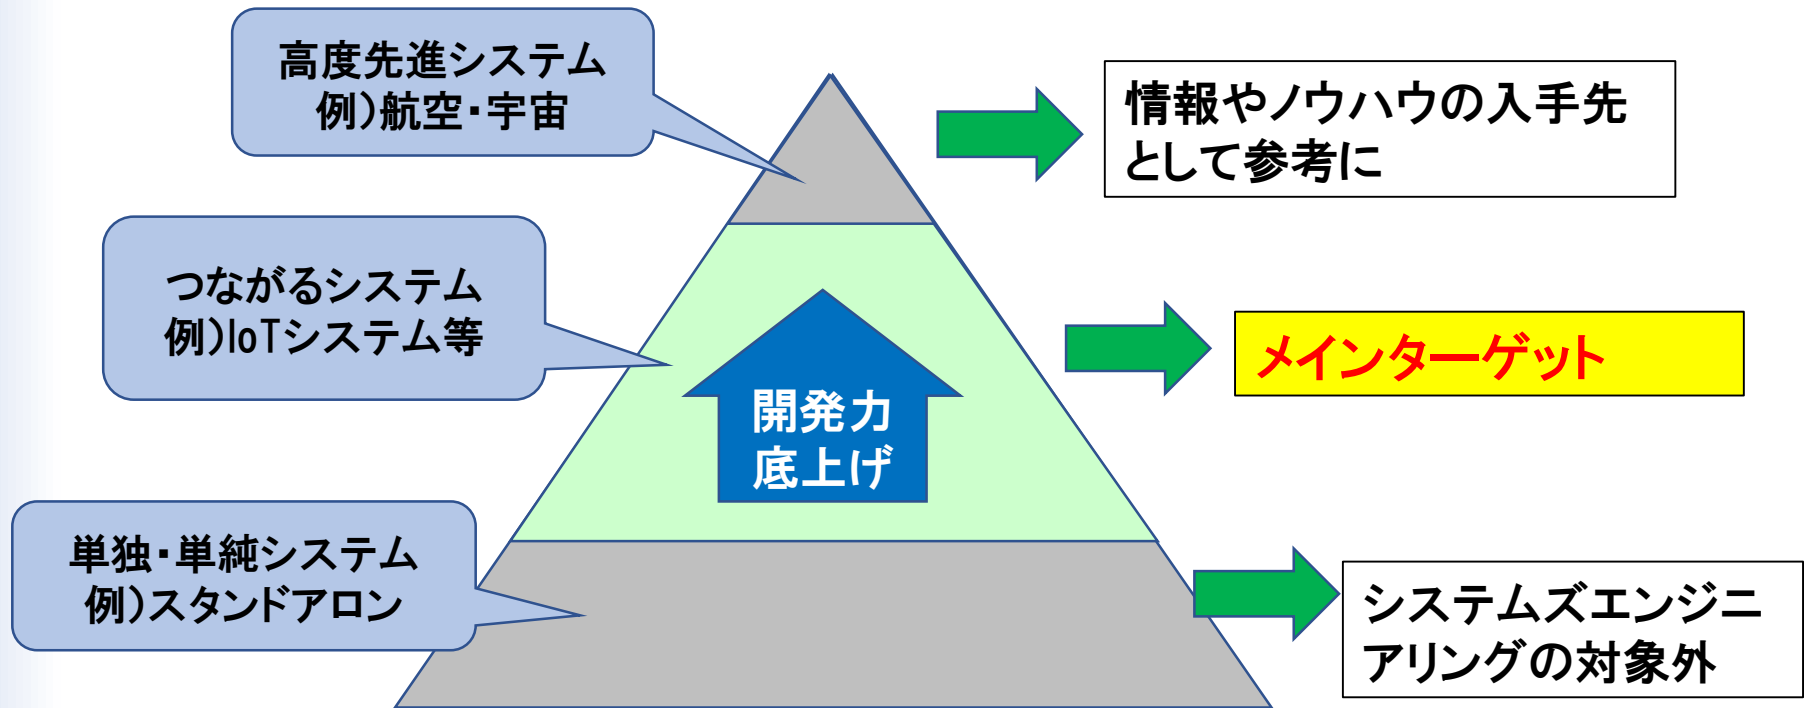 高度先進システム
例）航空・宇宙
情報やノウハウの入手先
として参考に
つながるシステム
例）IoTシステム等
メインターゲット
開発力
底上げ
単独・単純システム
例）スタンドアロン
システムズエンジニ
アリングの対象外